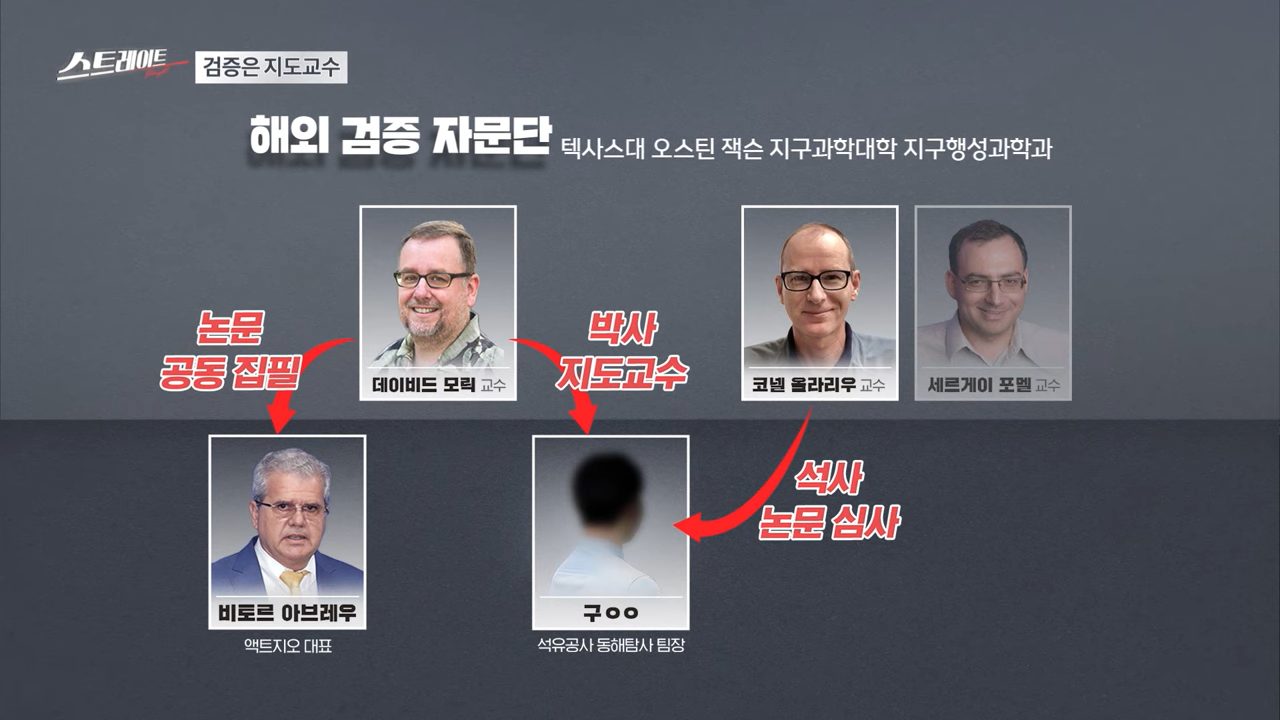 스트레이트
검증은 지도교수
해외 검증 자문단 텍사스대 오스틴 잭슨 지구과학대학 지구행성과학과
논문
공동 집필
박사
지도교수
데이비드 모릭 교수
코넬 올라리우 교수
세르게이 포멜 교수
석사
논문 심사
비토르 아브레우
액트지오 대표
구ㅇㅇ
석유공사 동해탐사 팀장